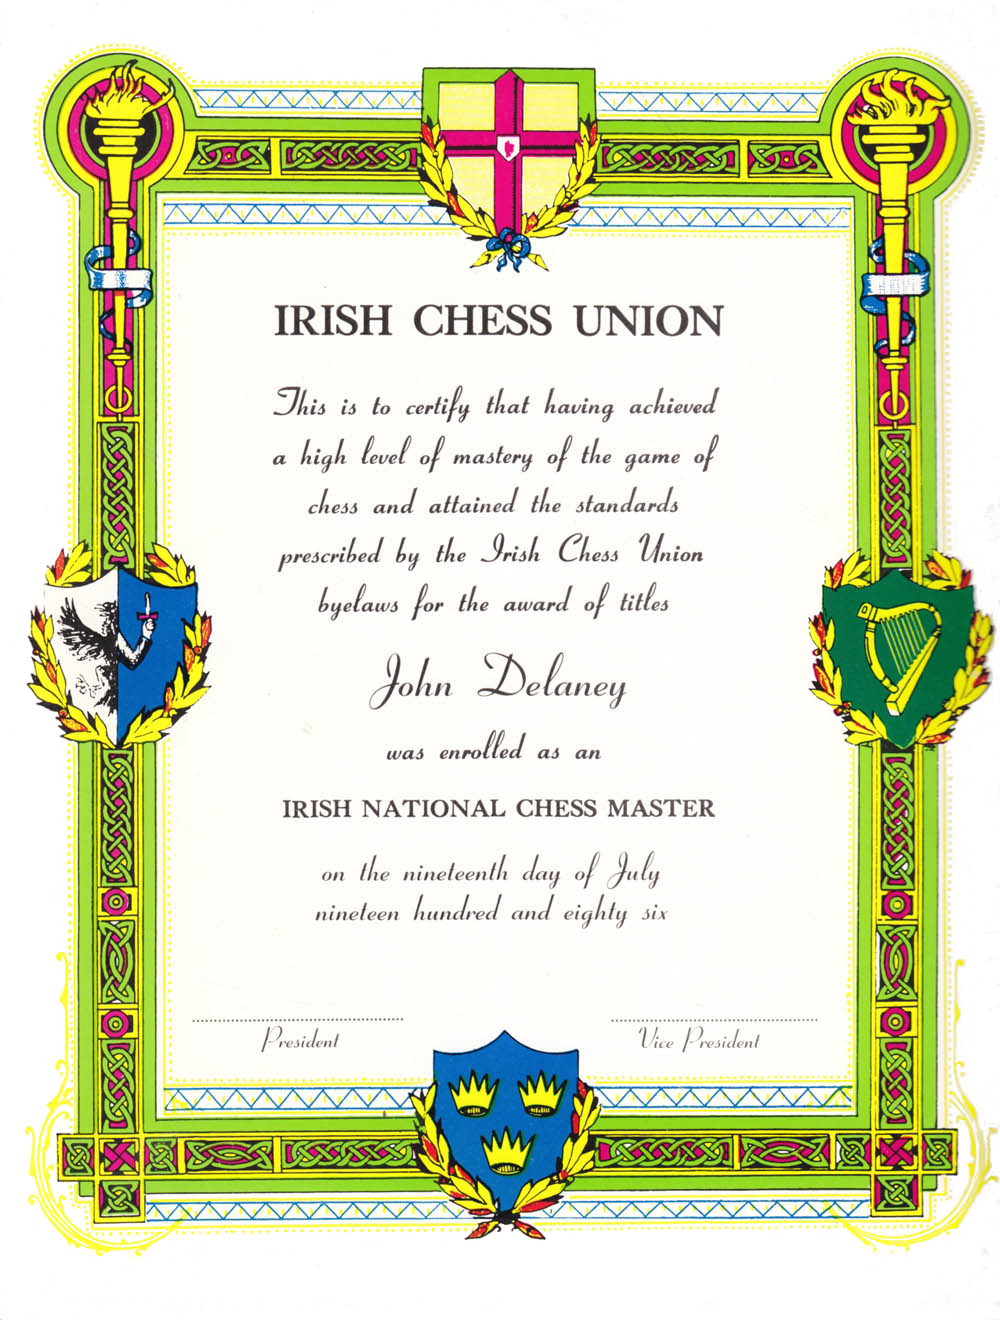 IRISH CHESS UNION
This is to certify that having achieved
a high level of mastery of the game of
chess and attained the standards
prescribed by the Irish Chess Union
byelaws for the award of titles
John Delaney
was enrolled as an
IRISH NATIONAL CHESS MASTER
on the nineteenth day of July
nineteen hundred and eighty six
President
Vice President